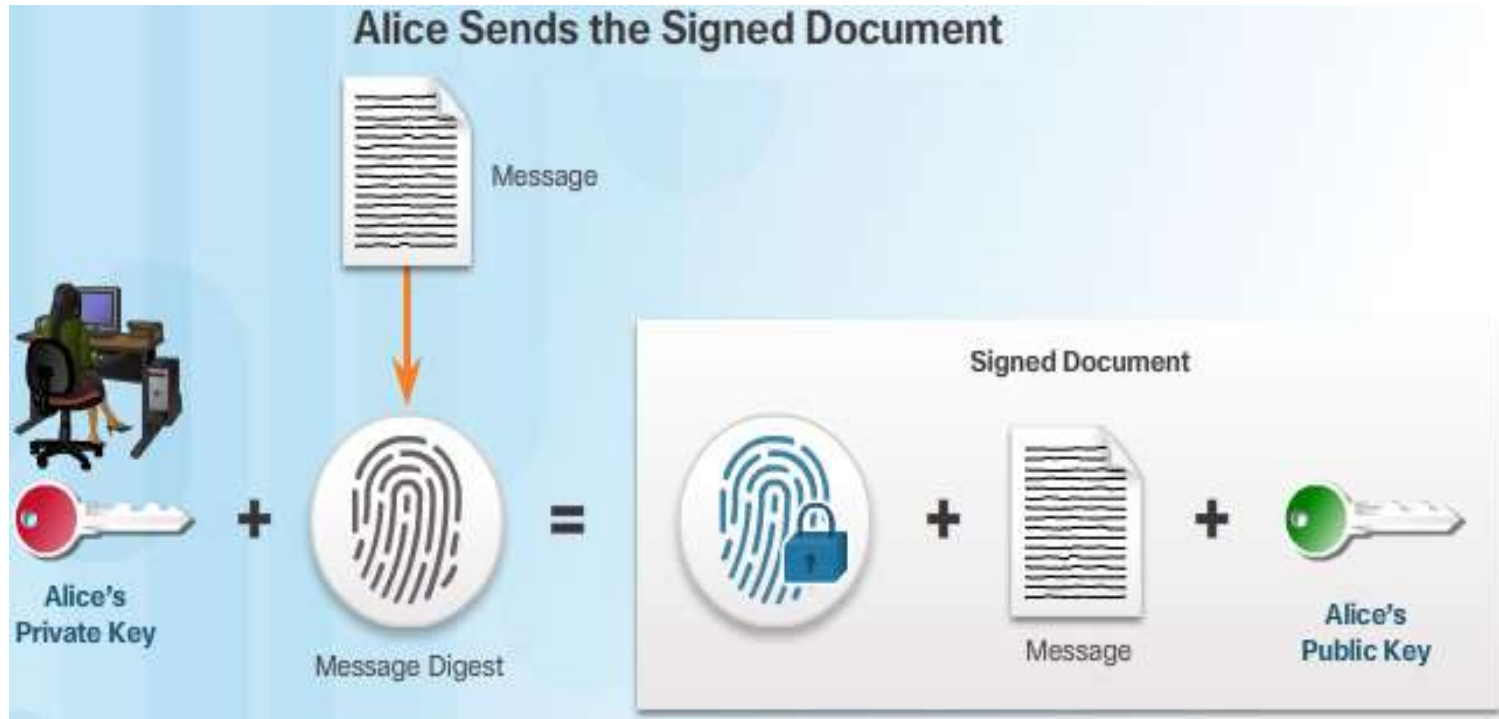 Alice Sends the Signed Document
Message
Signed Document
Alice's
Private Key
+
Message Digest
=
+
Message
+
Alice's
Public Key